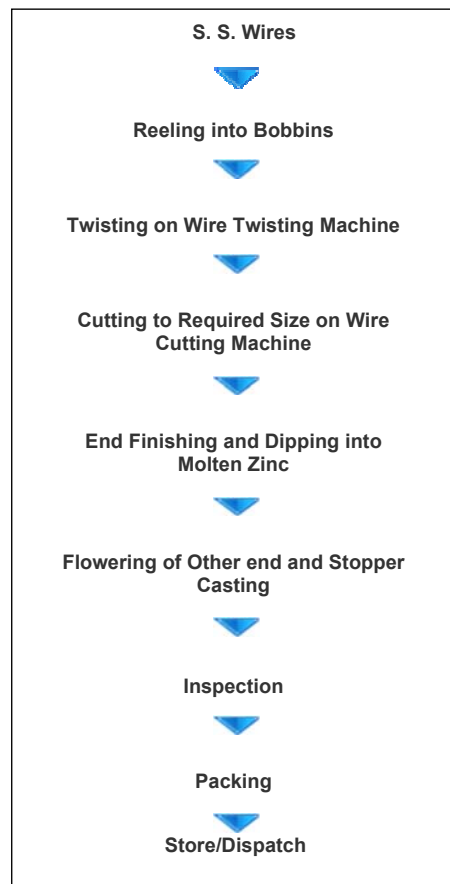 S. S. Wires
Reeling into Bobbins
Twisting on Wire Twisting Machine
Cutting to Required Size on Wire
Cutting Machine
End Finishing and Dipping into
Molten Zinc
Flowering of Other end and Stopper
Casting
Inspection
Packing
Store/Dispatch